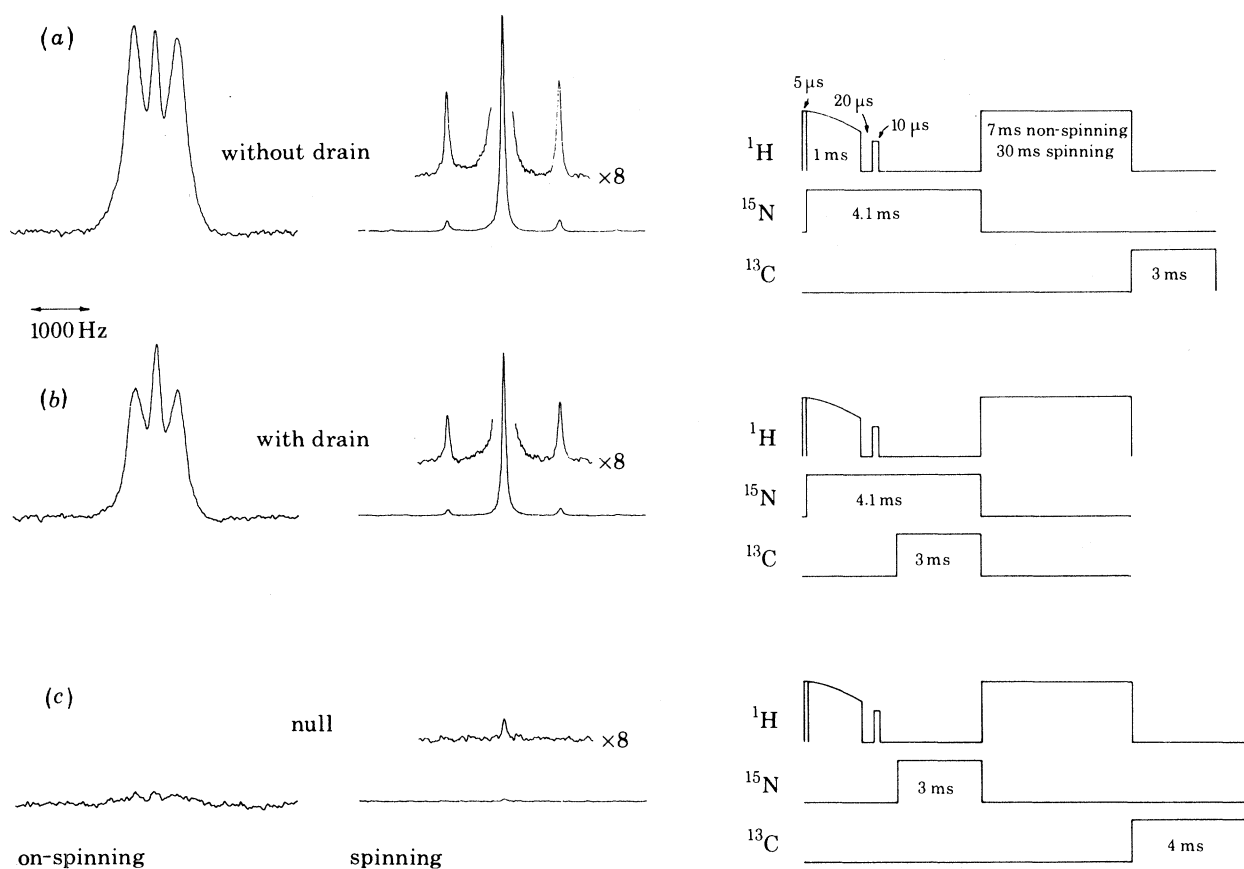 (a)
without drain
×8
5 µs
20 µs
10 µs
¹H
1 ms
7 ms non-spinning
30 ms spinning
¹⁵N
4.1 ms
¹³C
3 ms
1000 Hz
(b)
with drain
×8
¹H
¹⁵N
4.1 ms
¹³C
3 ms
(c)
null
×8
¹H
¹⁵N
3 ms
¹³C
4 ms
on-spinning
spinning